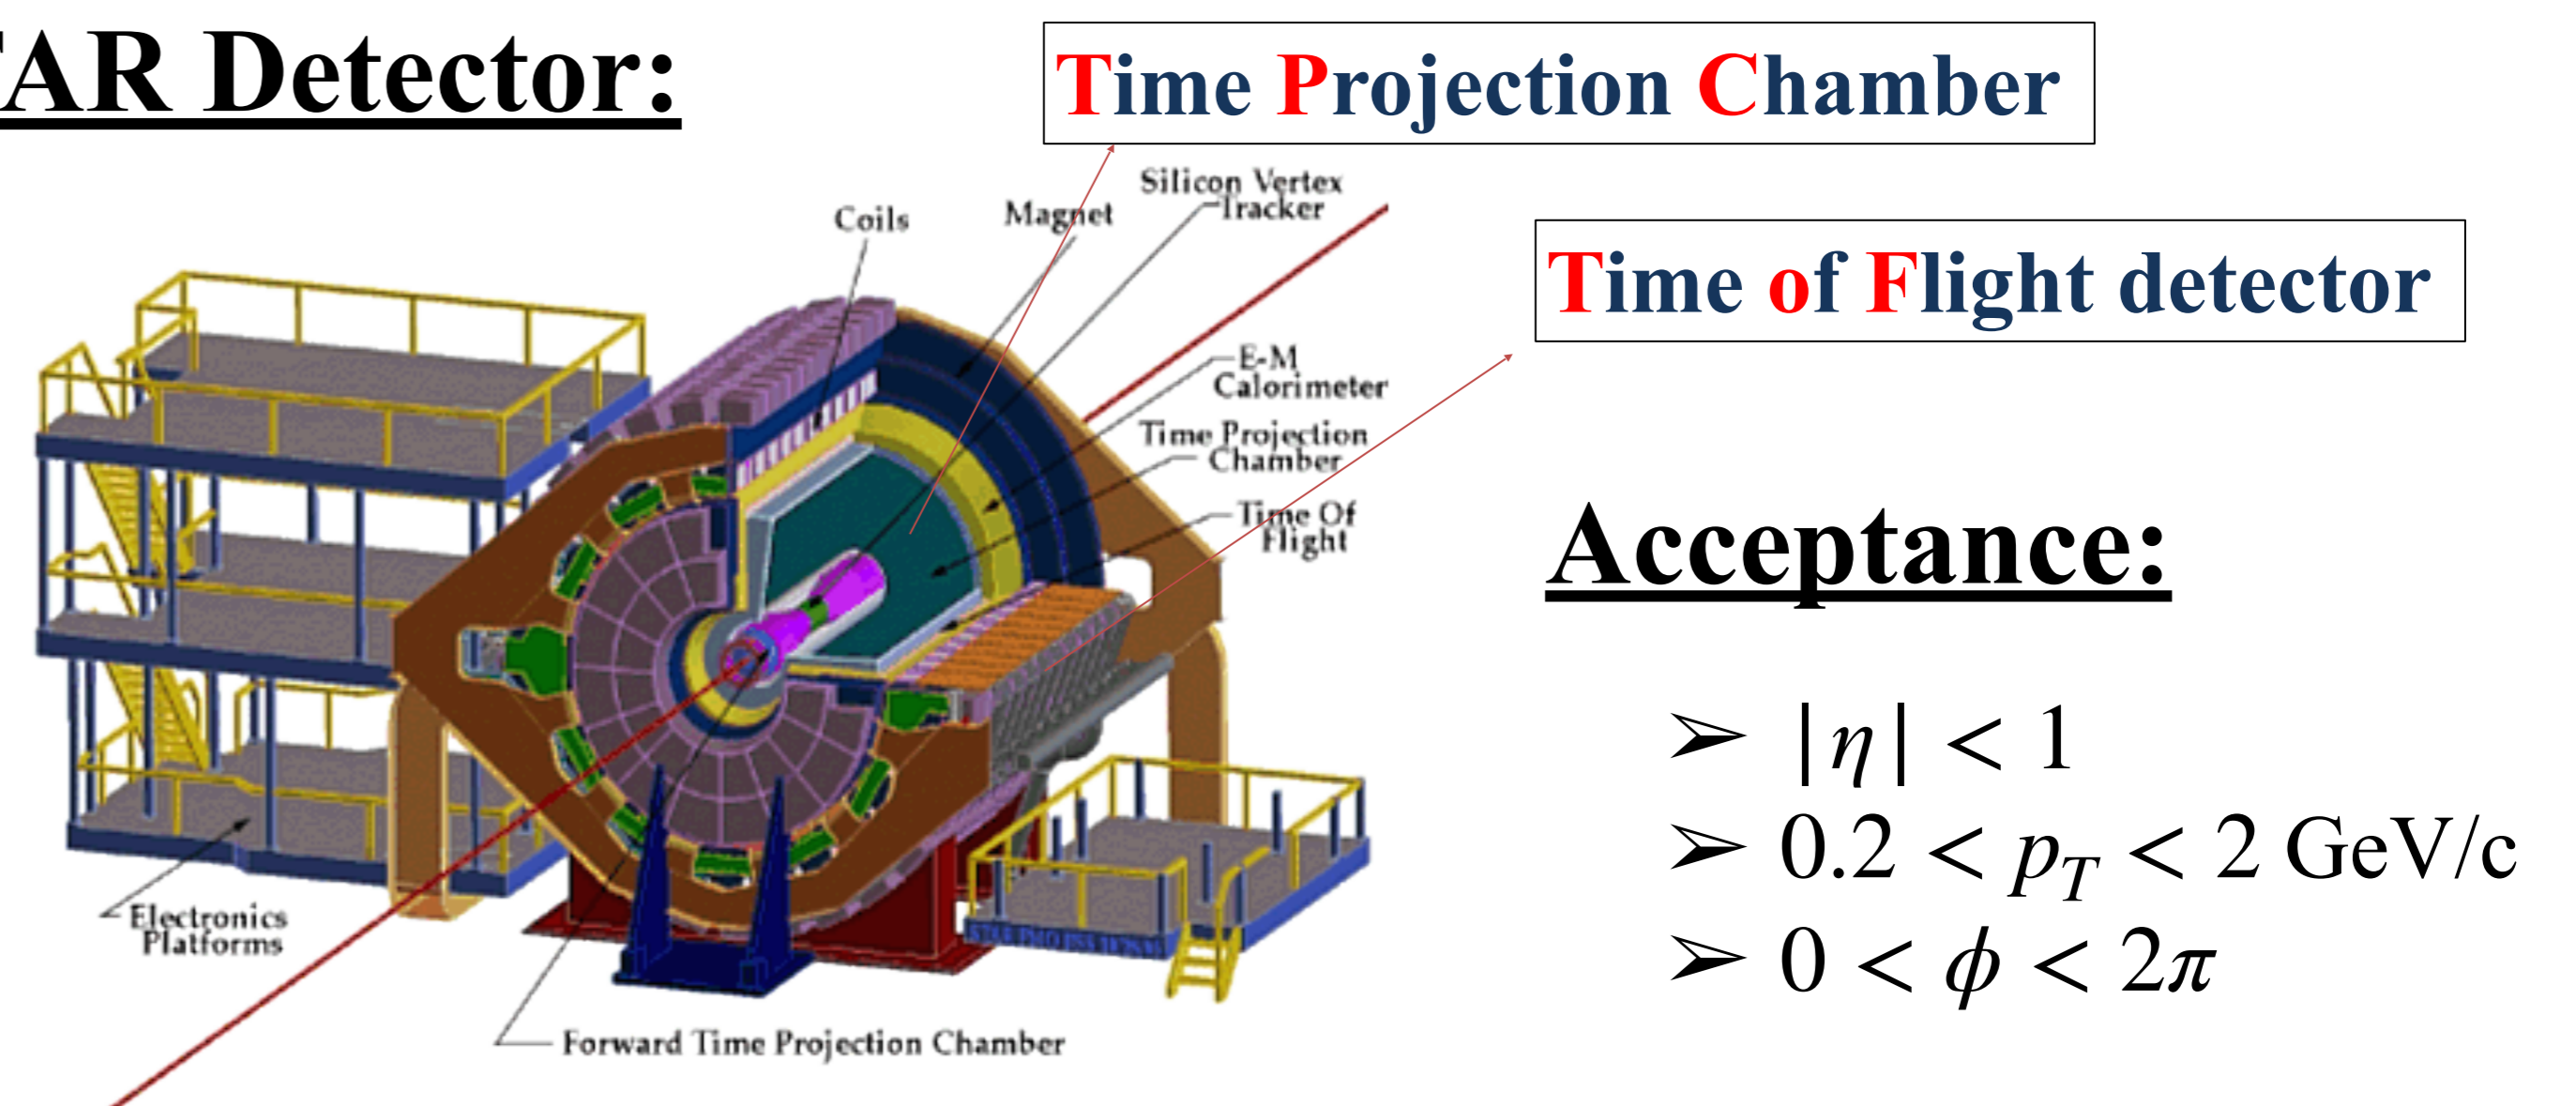 TAR Detector:
Time Projection Chamber
Silicon Vertex
Tracker
Coils
Magnet
Time of Flight detector
E-M
Calorimeter
Time Projection
Chamber
Time Of
Flight
Acceptance:
➢ |η| < 1
➢ 0.2 < p_T < 2 GeV/c
➢ 0 < ϕ < 2π
Electronics
Platforms
Forward Time Projection Chamber